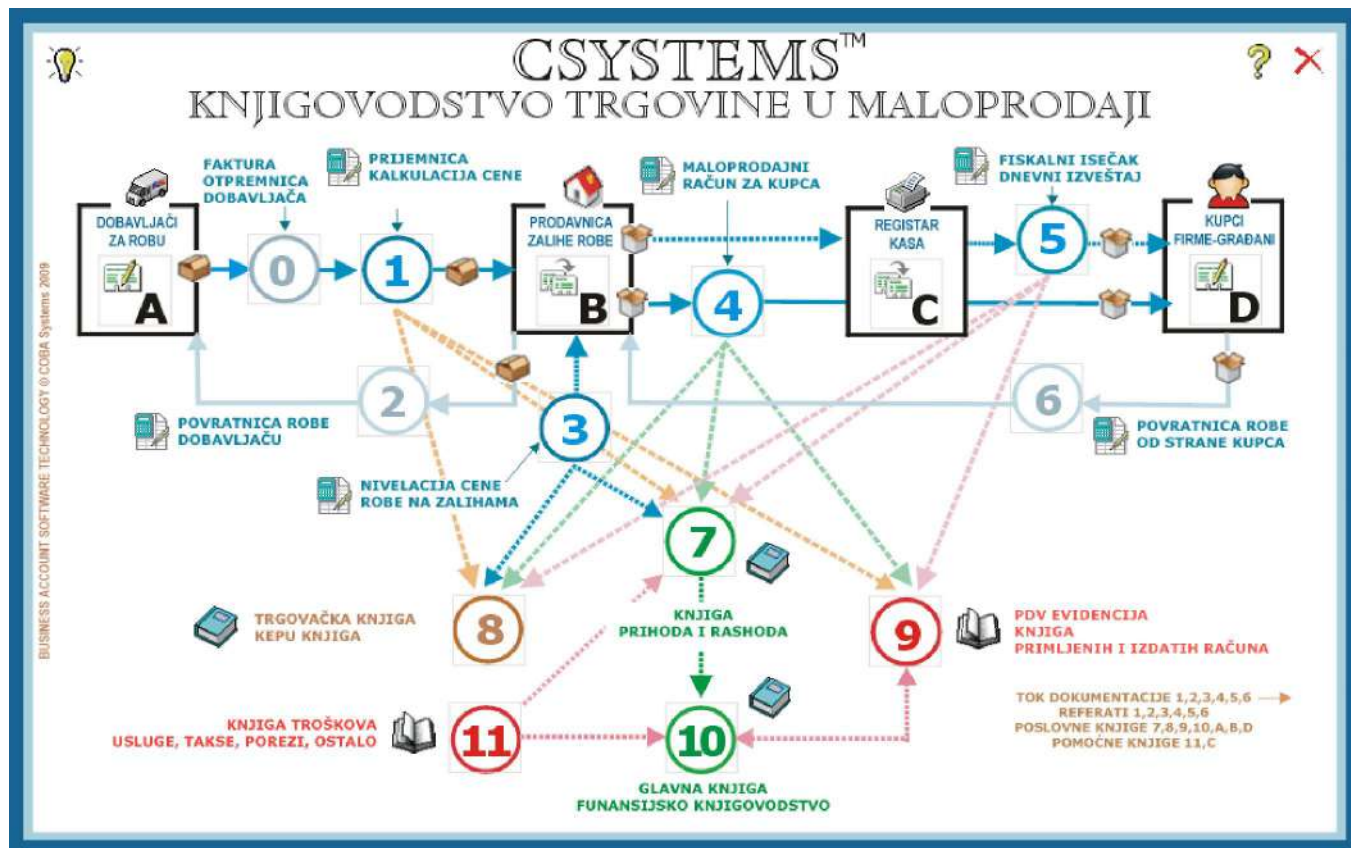 CSYSTEMS™
KNJIGOVODSTVO TRGOVINE U MALOPRODAJI
FAKTURA
OTPREMNICA
DOBAVLJAČA
PRIJEMNICA
KALKULACIJA CENE
MALOPRODAJNI
RAČUN ZA KUPCA
FISKALNI ISEČAK
DNEVNI IZVEŠTAJ
DOBAVLJAČI
ZA ROBU
A
0
1
PRODAVNICA
ZALIHE ROBE
B
4
REGISTAR
KASA
C
5
KUPCI
FIRME-GRAĐANI
D
2
POVRATNICA ROBE
DOBAVLJAČU
3
NIVELACIJA CENE
ROBE NA ZALIHAMA
6
POVRATNICA ROBE
OD STRANE KUPCA
7
KNJIGA
PRIHODA I RASHODA
TRGOVAČKA KNJIGA
KEPU KNJIGA
8
9
PDV EVIDENCIJA
KNJIGA
PRIMLJENIH I IZDATIH RAČUNA
KNJIGA TROŠKOVA
USLUGE, TAKSE, POREZI, OSTALO
11
10
GLAVNA KNJIGA
FUNANSIJSKO KNJIGOVODSTVO
TOK DOKUMENTACIJE 1,2,3,4,5,6
REFERATI 1,2,3,4,5,6
POSLOVNE KNJIGE 7,8,9,10,A,B,D
POMOĆNE KNJIGE 11,C
BUSINESS ACCOUNT SOFTWARE TECHNOLOGY © COBA Systems 2009